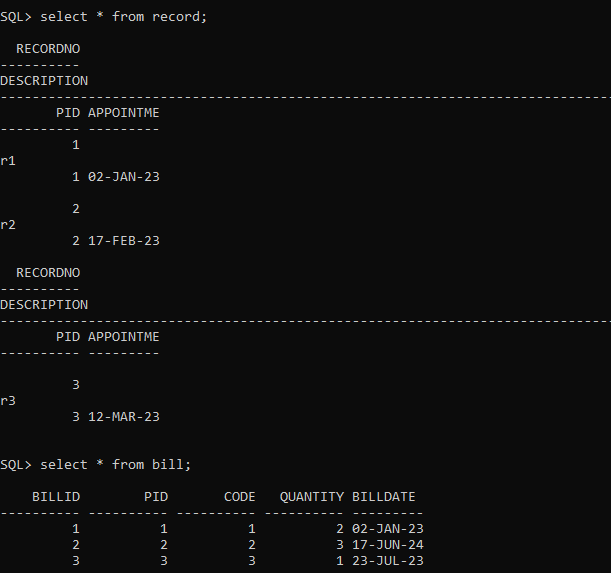 SQL> select * from record;
  RECORDNO
----------
DESCRIPTION
--------------------------------------------------------------------------------
       PID APPOINTME
---------- ---------
         1
r1
         1 02-JAN-23
         2
r2
         2 17-FEB-23
  RECORDNO
----------
DESCRIPTION
--------------------------------------------------------------------------------
       PID APPOINTME
---------- ---------
         3
r3
         3 12-MAR-23
SQL> select * from bill;
    BILLID        PID       CODE   QUANTITY BILLDATE
---------- ---------- ---------- ---------- ---------
         1          1          1          2 02-JAN-23
         2          2          2          3 17-JUN-24
         3          3          3          1 23-JUL-23